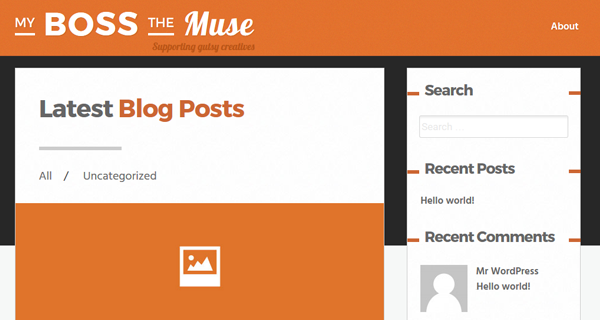 MY BOSS THE Muse
Supporting gutsy creatives
About
Latest Blog Posts
All / Uncategorized
Search
Search ...
Recent Posts
Hello world!
Recent Comments
Mr WordPress
Hello world!